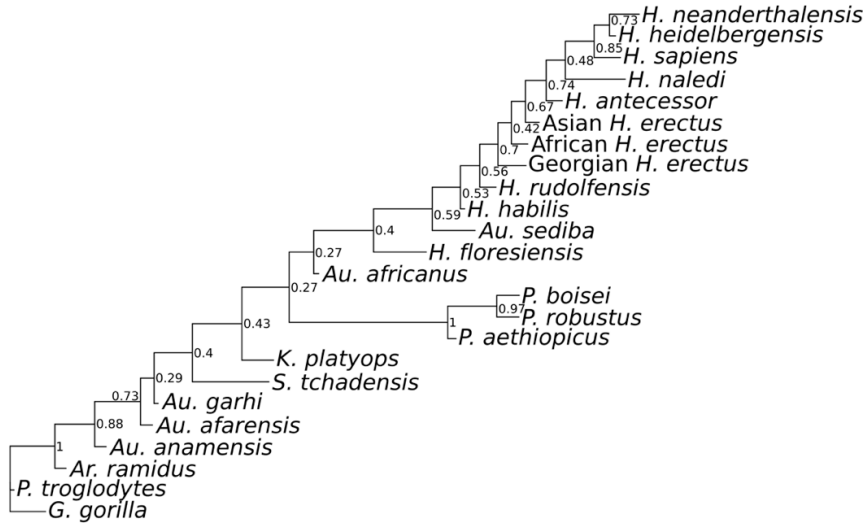 0.73 H. neanderthalensis
H. heidelbergensis
0.85 H. sapiens
0.48
H. naledi
0.74
H. antecessor
0.67
Asian H. erectus
0.42
African H. erectus
0.7
Georgian H. erectus
0.56
H. rudolfensis
0.53
H. habilis
0.59
Au. sediba
0.4
H. floresiensis
0.27
Au. africanus
0.27
P. boisei
0.97
P. robustus
1
P. aethiopicus
0.43
K. platyops
0.4
S. tchadensis
0.29
Au. garhi
0.73
Au. afarensis
0.88
Au. anamensis
1
Ar. ramidus
P. troglodytes
G. gorilla